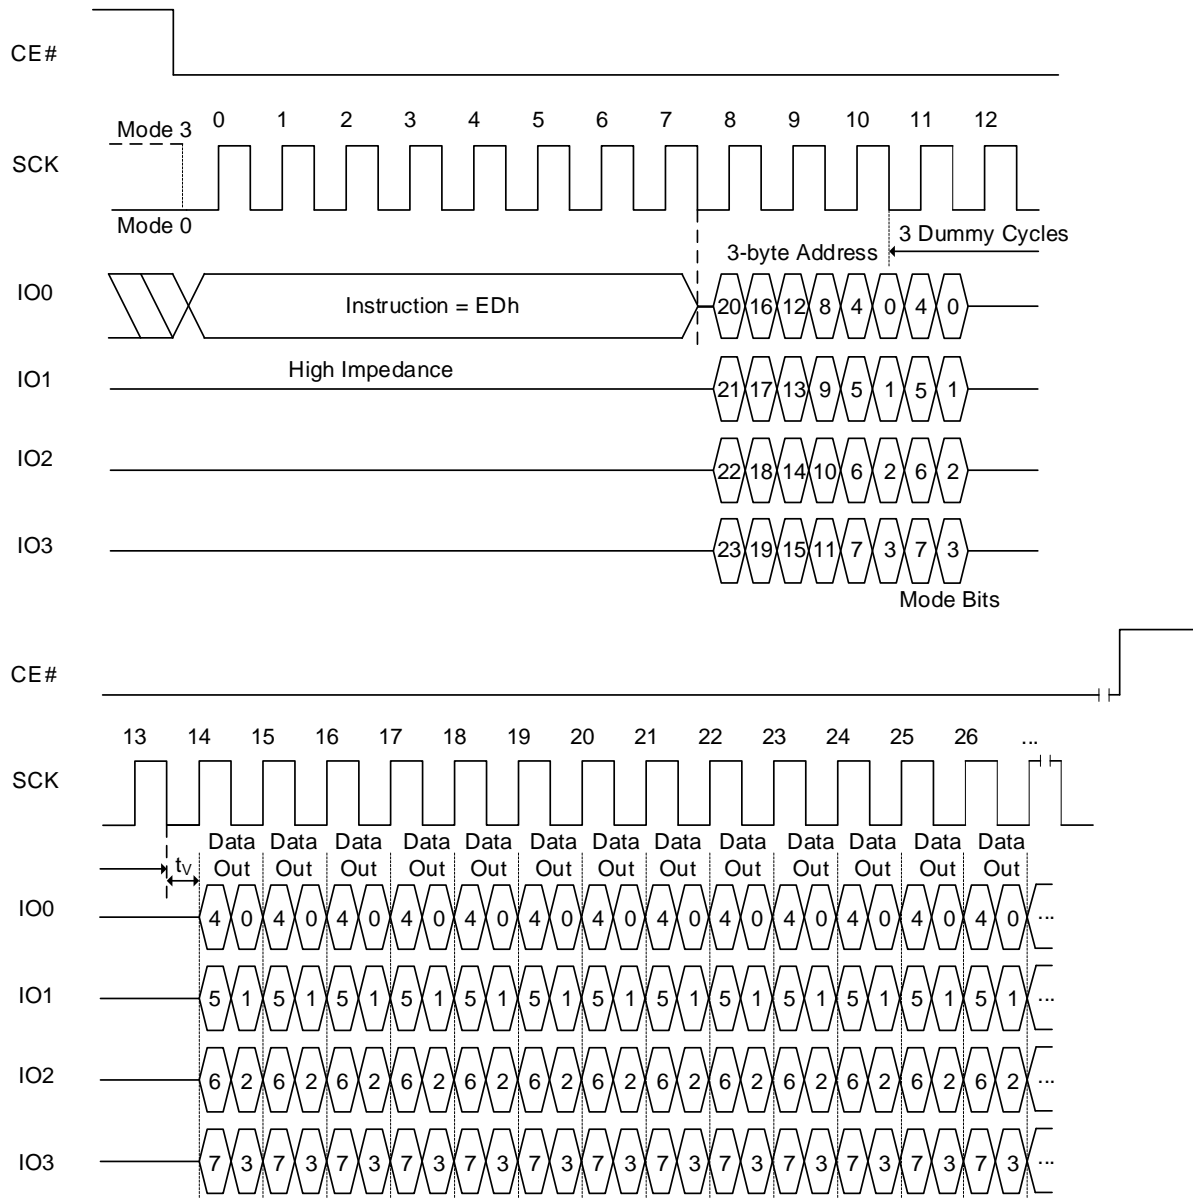 CE#
0 1 2 3 4 5 6 7 8 9 10 11 12
Mode 3
SCK
Mode 0
3 Dummy Cycles
3-byte Address
IO0 Instruction = EDh 20 16 12 8 4 0 4 0
High Impedance
IO1 21 17 13 9 5 1 5 1
IO2 22 18 14 10 6 2 6 2
IO3 23 19 15 11 7 3 7 3
Mode Bits
CE#
13 14 15 16 17 18 19 20 21 22 23 24 25 26 ...
SCK
Data Data Data Data Data Data Data Data Data Data Data Data Data
tV Out Out Out Out Out Out Out Out Out Out Out Out Out
IO0 4 0 4 0 4 0 4 0 4 0 4 0 4 0 4 0 4 0 4 0 4 0 4 0 4 0 ...
IO1 5 1 5 1 5 1 5 1 5 1 5 1 5 1 5 1 5 1 5 1 5 1 5 1 5 1 ...
IO2 6 2 6 2 6 2 6 2 6 2 6 2 6 2 6 2 6 2 6 2 6 2 6 2 6 2 ...
IO3 7 3 7 3 7 3 7 3 7 3 7 3 7 3 7 3 7 3 7 3 7 3 7 3 7 3 ...